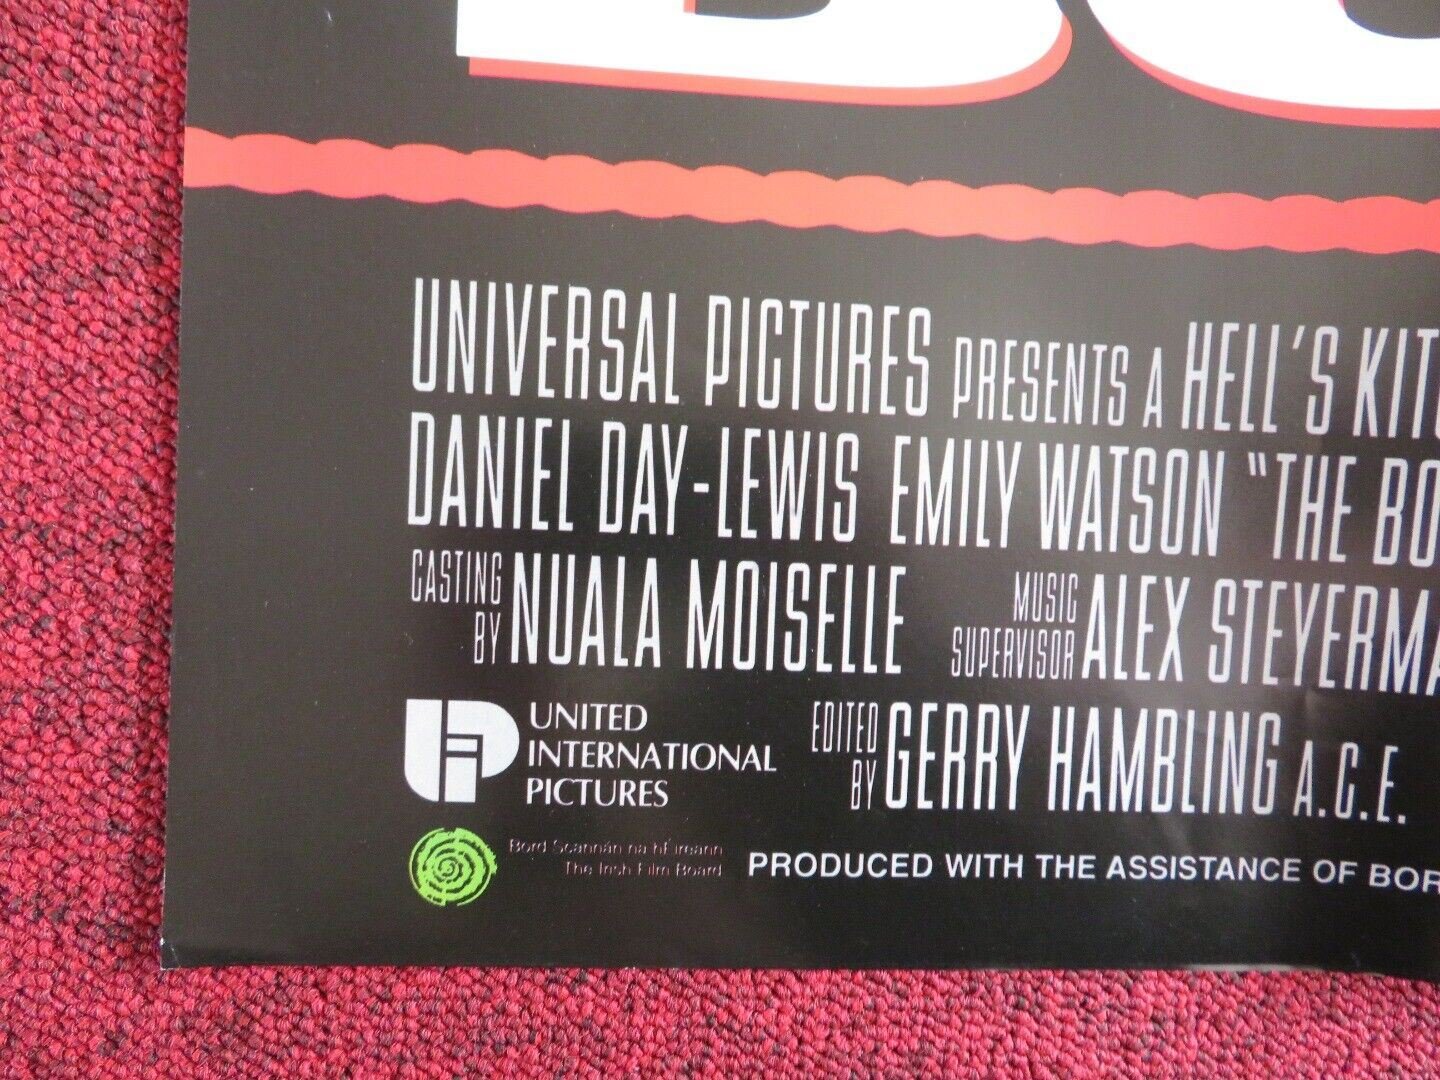 UNIVERSAL PICTURES PRESENTS A HELL'S KIT
DANIEL DAY-LEWIS EMILY WATSON "THE BO
CASTING BY NUALA MOISELLE MUSIC SUPERVISOR ALEX STEYERMA
UNITED INTERNATIONAL PICTURES EDITED BY GERRY HAMBLING A.C.E.
Bord Scannán na hÉireann
The Irish Film Board
PRODUCED WITH THE ASSISTANCE OF BOR